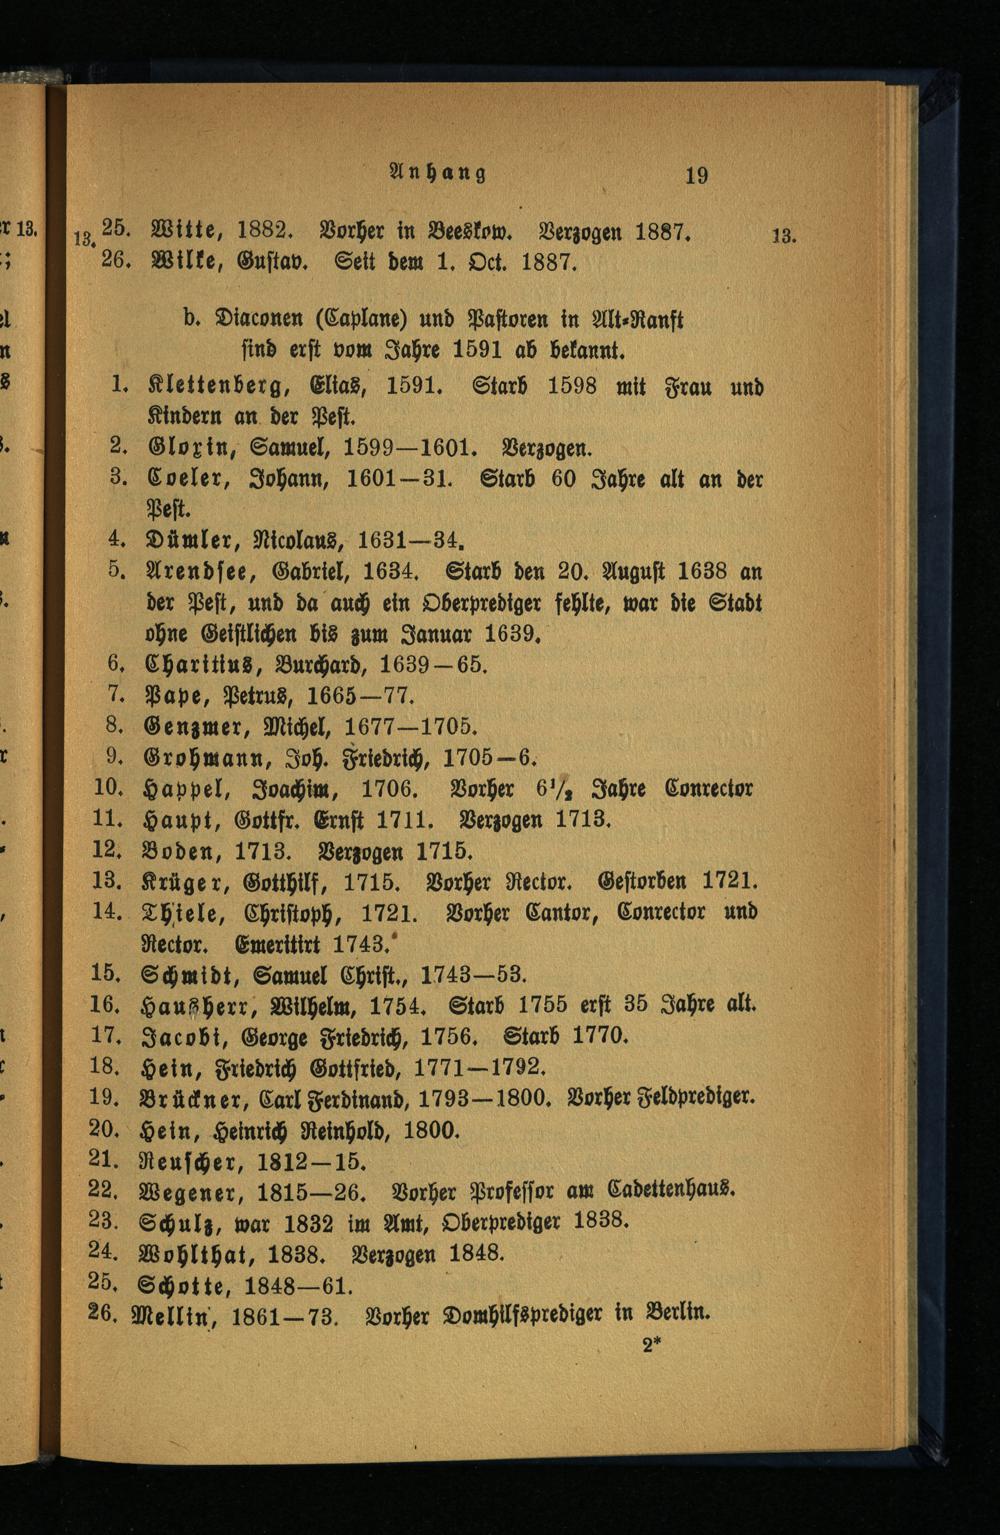 Anhang 19
13. 25. Witte, 1882. Vorher in Beeskow. Verzogen 1887. 13.
26. Wilke, Gustav. Seit dem 1. Oct. 1887.
b. Diaconen (Caplane) und Pastoren in Alt-Ranft
sind erst vom Jahre 1591 ab bekannt.
1. Klettenberg, Elias, 1591. Starb 1598 mit Frau und
Kindern an der Pest.
2. Gloxin, Samuel, 1599—1601. Verzogen.
3. Coeler, Johann, 1601—31. Starb 60 Jahre alt an der
Pest.
4. Dümler, Nicolaus, 1631—34.
5. Arendsee, Gabriel, 1634. Starb den 20. August 1638 an
der Pest, und da auch ein Oberprediger fehlte, war die Stadt
ohne Geistlichen bis zum Januar 1639.
6. Charitius, Burchard, 1639—65.
7. Pape, Petrus, 1665—77.
8. Genzmer, Michel, 1677—1705.
9. Grohmann, Joh. Friedrich, 1705—6.
10. Happel, Joachim, 1706. Vorher 6½ Jahre Conrector
11. Haupt, Gottfr. Ernst 1711. Verzogen 1713.
12. Boden, 1713. Verzogen 1715.
13. Krüger, Gotthilf, 1715. Vorher Rector. Gestorben 1721.
14. Thiele, Christoph, 1721. Vorher Cantor, Conrector und
Rector. Emeritirt 1743.
15. Schmidt, Samuel Christ., 1743—53.
16. Hausherr, Wilhelm, 1754. Starb 1755 erst 35 Jahre alt.
17. Jacobi, George Friedrich, 1756. Starb 1770.
18. Hein, Friedrich Gottfried, 1771—1792.
19. Brückner, Carl Ferdinand, 1793—1800. Vorher Feldprediger.
20. Hein, Heinrich Reinhold, 1800.
21. Reuscher, 1812—15.
22. Wegener, 1815—26. Vorher Professor am Cadettenhaus.
23. Schulz, war 1832 im Amt, Oberprediger 1838.
24. Wohlthat, 1838. Verzogen 1848.
25. Schotte, 1848—61.
26. Mellin, 1861—73. Vorher Domhilfsprediger in Berlin.
2*